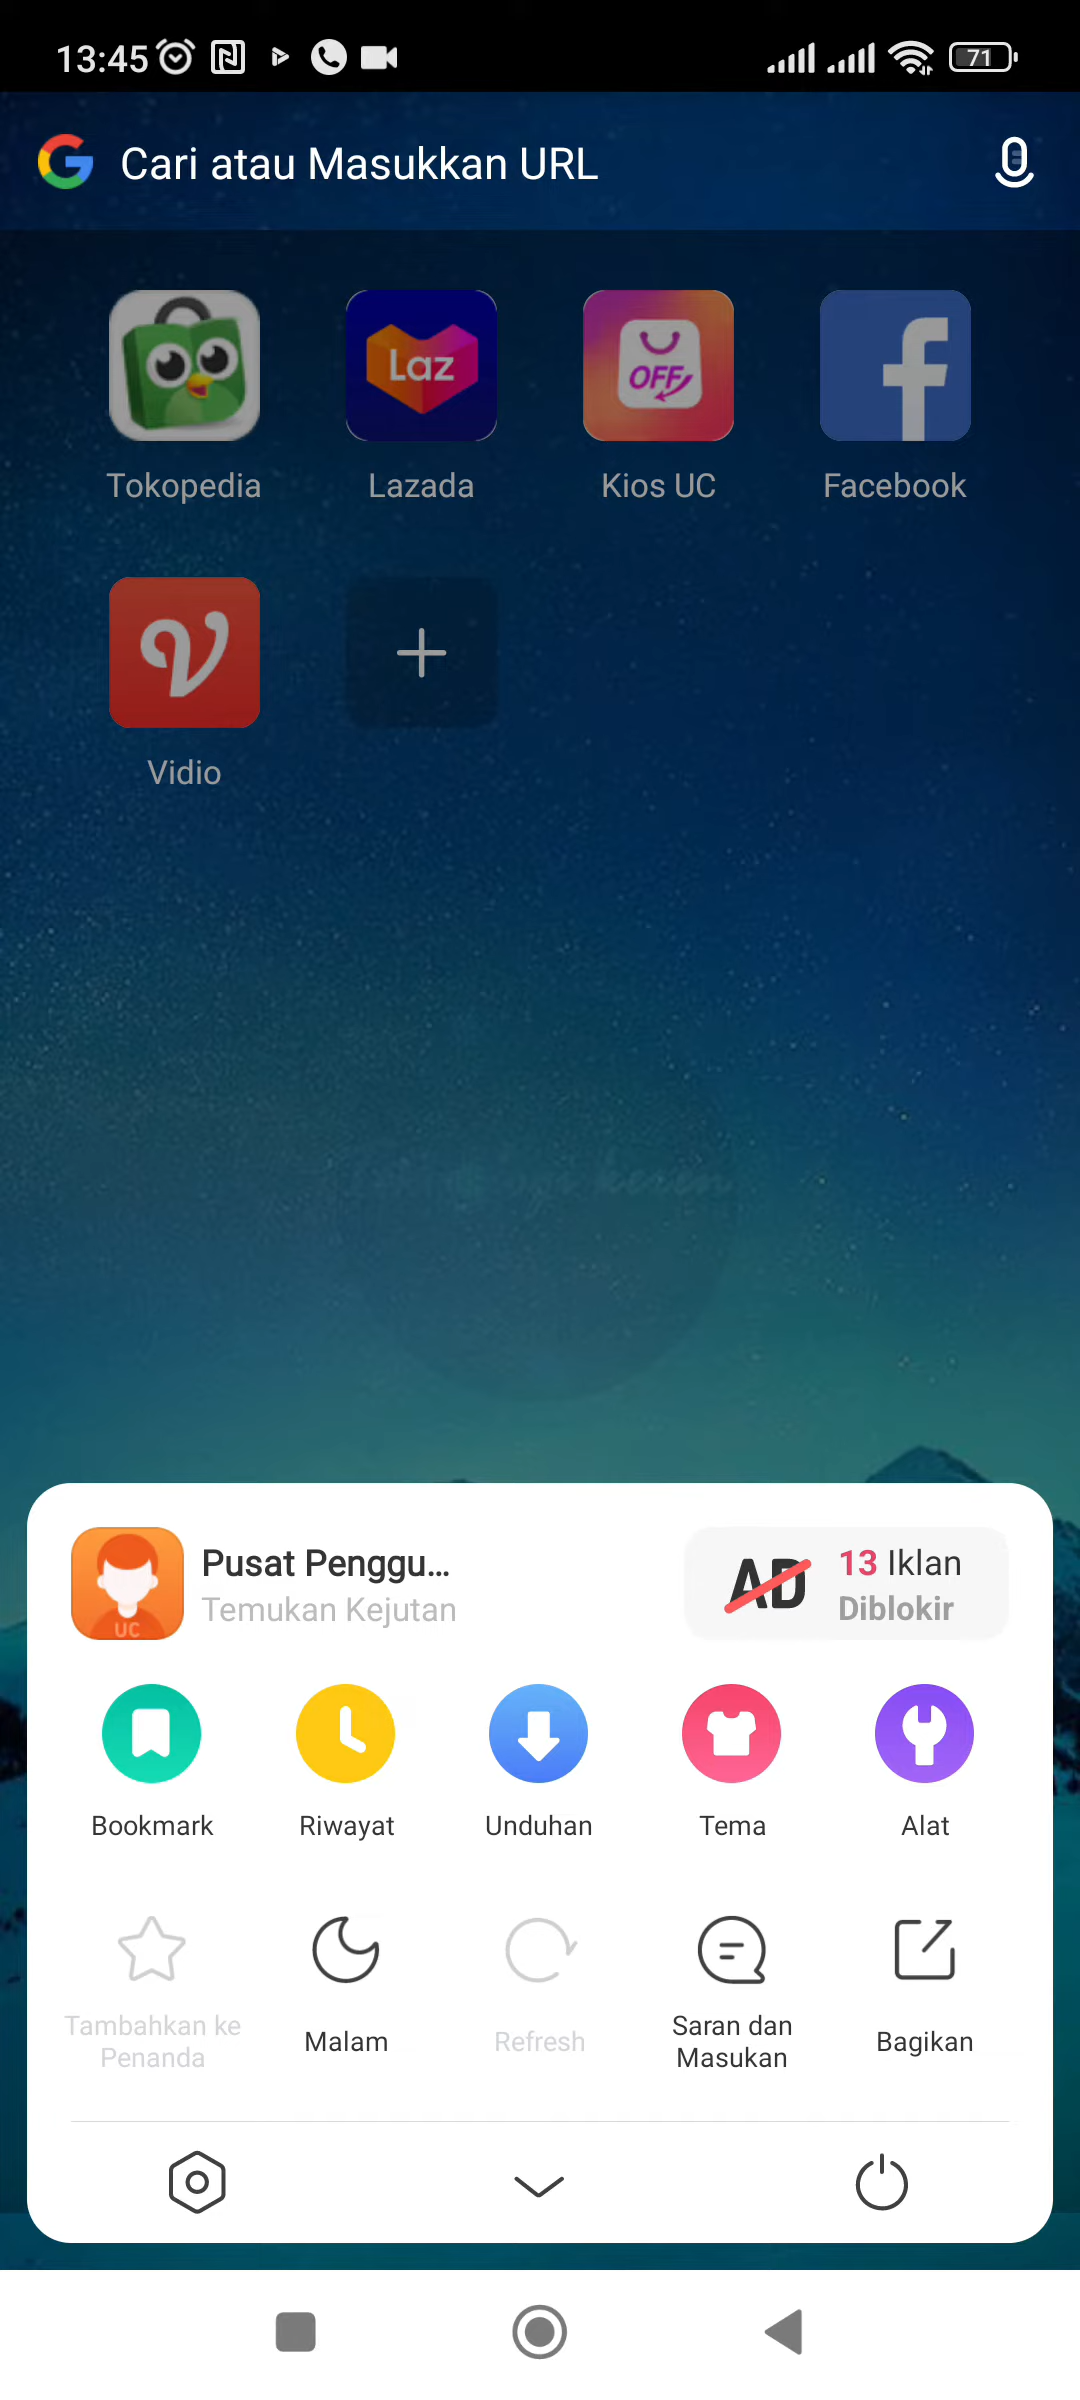 13:45
71
Cari atau Masukkan URL
Laz
OFF
Tokopedia
Lazada
Kios UC
Facebook
Vidio
Pusat Penggu...
Temukan Kejutan
UC
AD
13 Iklan
Diblokir
Bookmark
Riwayat
Unduhan
Tema
Alat
Tambahkan ke
Penanda
Malam
Refresh
Saran dan
Masukan
Bagikan